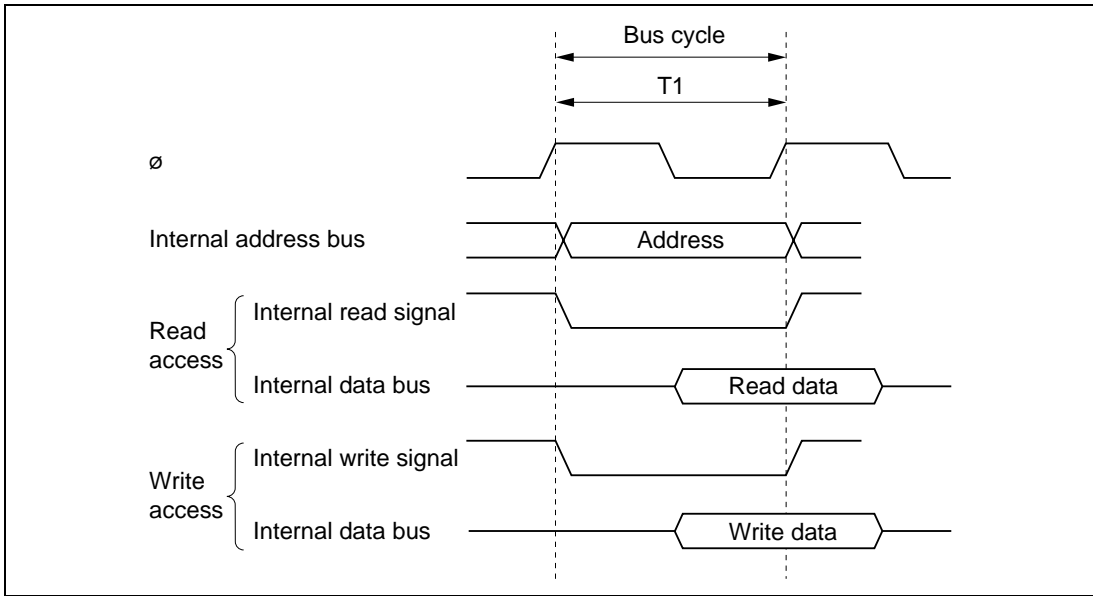 Bus cycle
T1
ø
Internal address bus
Address
Read
access
Internal read signal
Internal data bus
Read data
Write
access
Internal write signal
Internal data bus
Write data